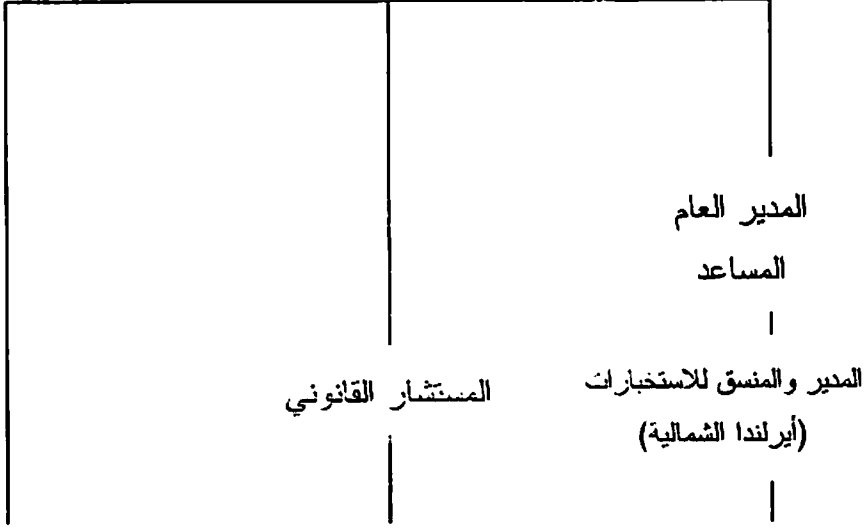 المدير العام
المساعد
المدير والمنسق للاستخبارات
(أيرلندا الشمالية)
المستشار القانوني